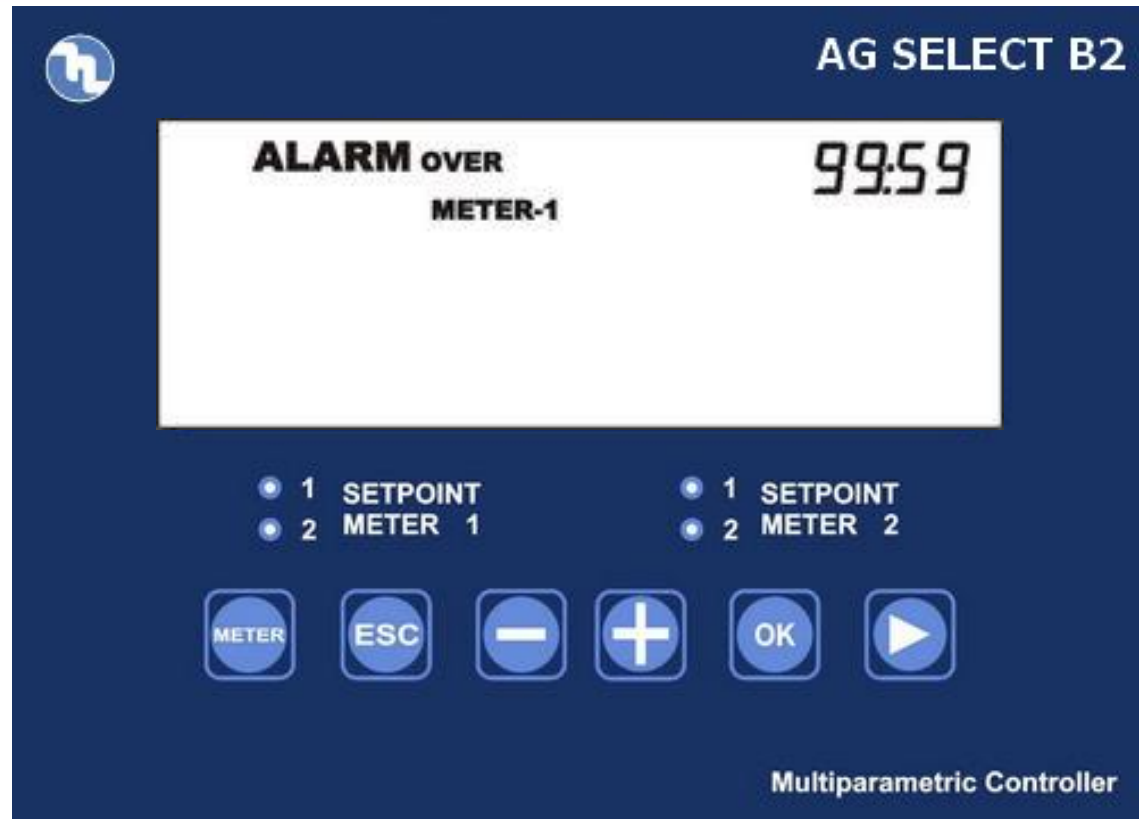 AG SELECT B2
ALARM OVER 99:59
METER-1
1 SETPOINT
2 METER 1
1 SETPOINT
2 METER 2
METER ESC − + OK
Multiparametric Controller